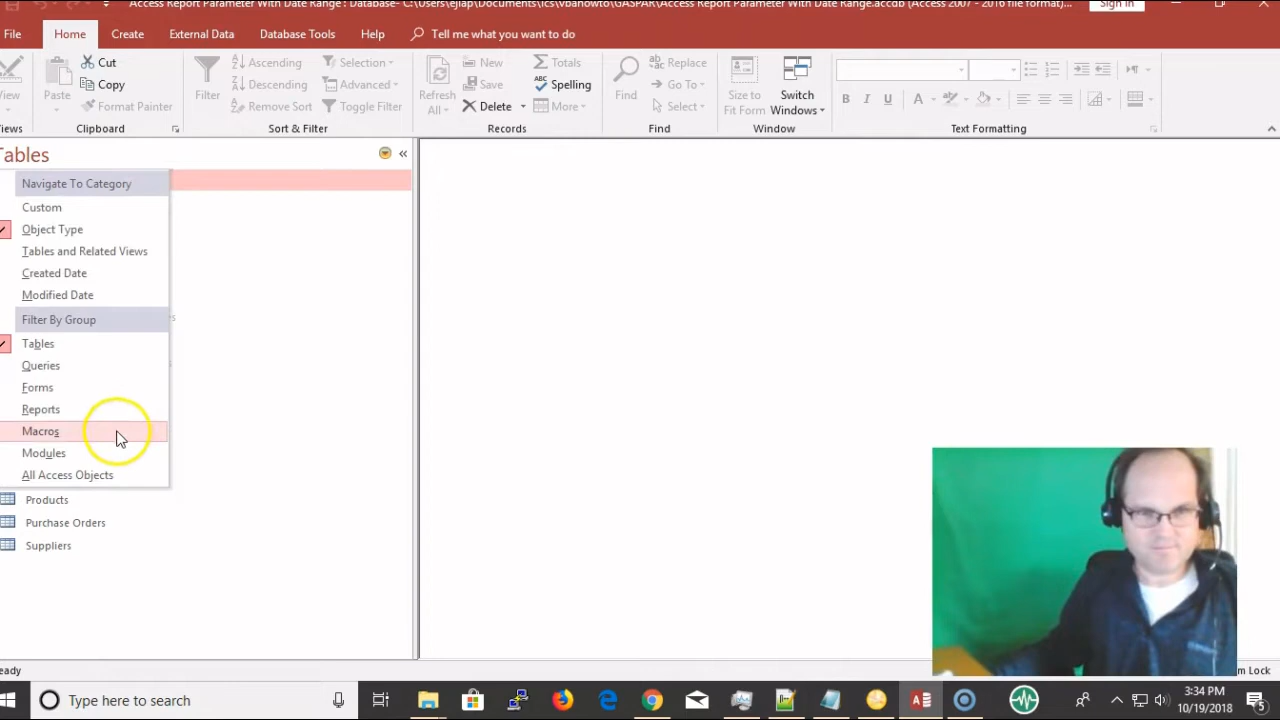 Access Report Parameter With Date Range : Database- C:\Users\ejlap\Documents\lcs\vbahowto\GASPAR\Access Report Parameter With Date Range.accdb (Access 2007 - 2016 file format)...
Sign in
File Home Create External Data Database Tools Help Tell me what you want to do
Cut Ascending Selection New Totals Replace
Copy Descending Advanced Save Spelling Go To
View Paste Format Painter Filter Remove Sort Toggle Filter Refresh All Delete More Find Select Size to Fit Form Switch Windows
B I U A
Views Clipboard Sort & Filter Records Find Window Text Formatting
Tables
Navigate To Category
Custom
Object Type
Tables and Related Views
Created Date
Modified Date
Filter By Group
Tables
Queries
Forms
Reports
Macros
Modules
All Access Objects
Products
Purchase Orders
Suppliers
eady
m Lock
Type here to search
3:34 PM
10/19/2018
5